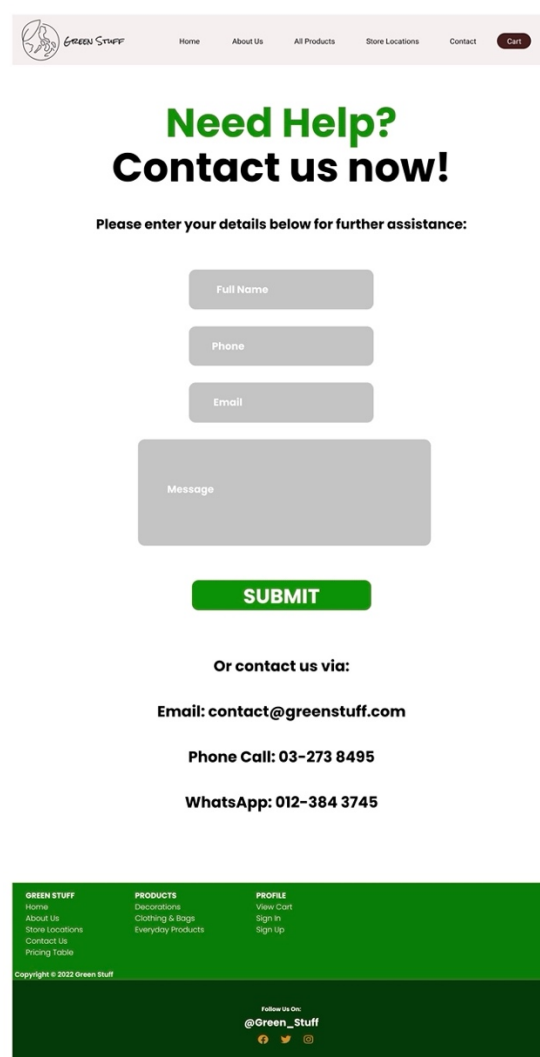 GREEN STUFF
Home
About Us
All Products
Store Locations
Contact
Cart
Need Help?
Contact us now!
Please enter your details below for further assistance:
Full Name
Phone
Email
Message
SUBMIT
Or contact us via:
Email: contact@greenstuff.com
Phone Call: 03-273 8495
WhatsApp: 012-384 3745
GREEN STUFF
Home
About Us
Store Locations
Contact Us
Pricing Table
PRODUCTS
Decorations
Clothing & Bags
Everyday Products
PROFILE
View Cart
Sign In
Sign Up
Copyright © 2022 Green Stuff
Follow Us On:
@Green_Stuff